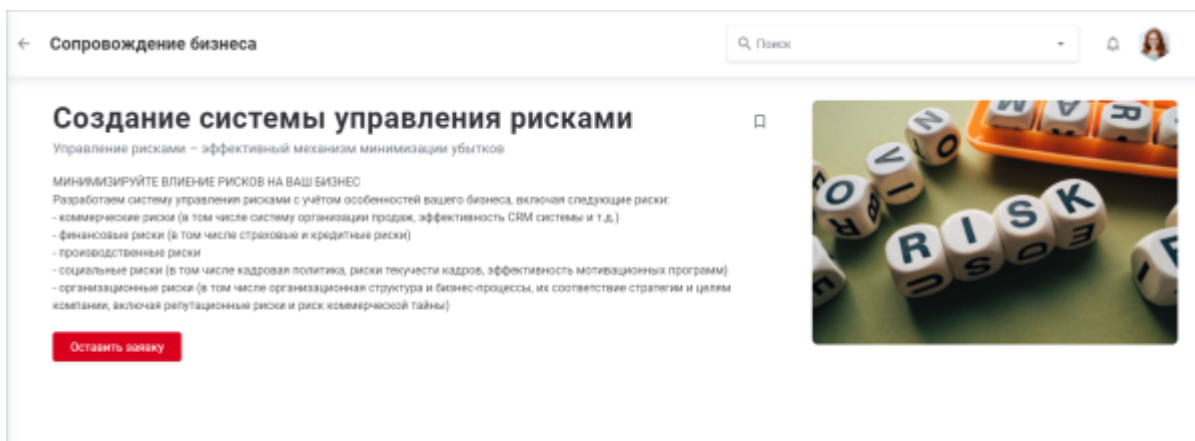 Сопровождение бизнеса
Поиск
Создание системы управления рисками
Управление рисками – эффективный механизм минимизации убытков
МИНИМИЗИРУЙТЕ ВЛИЕНИЕ РИСКОВ НА ВАШ БИЗНЕС
Разработаем систему управления рисками с учётом особенностей вашего бизнеса, включая следующие риски:
- коммерческие риски (в том числе систему организации продаж, эффективность CRM системы и т.д.)
- финансовые риски (в том числе страховые и кредитные риски)
- производственные риски
- социальные риски (в том числе кадровая политика, риски текучести кадров, эффективность мотивационных программ)
- организационные риски (в том числе организационная структура и бизнес-процессы, их соответствие стратегии и целям
компании, включая репутационные риски и риск коммерческой тайны)
Оставить заявку
RISK